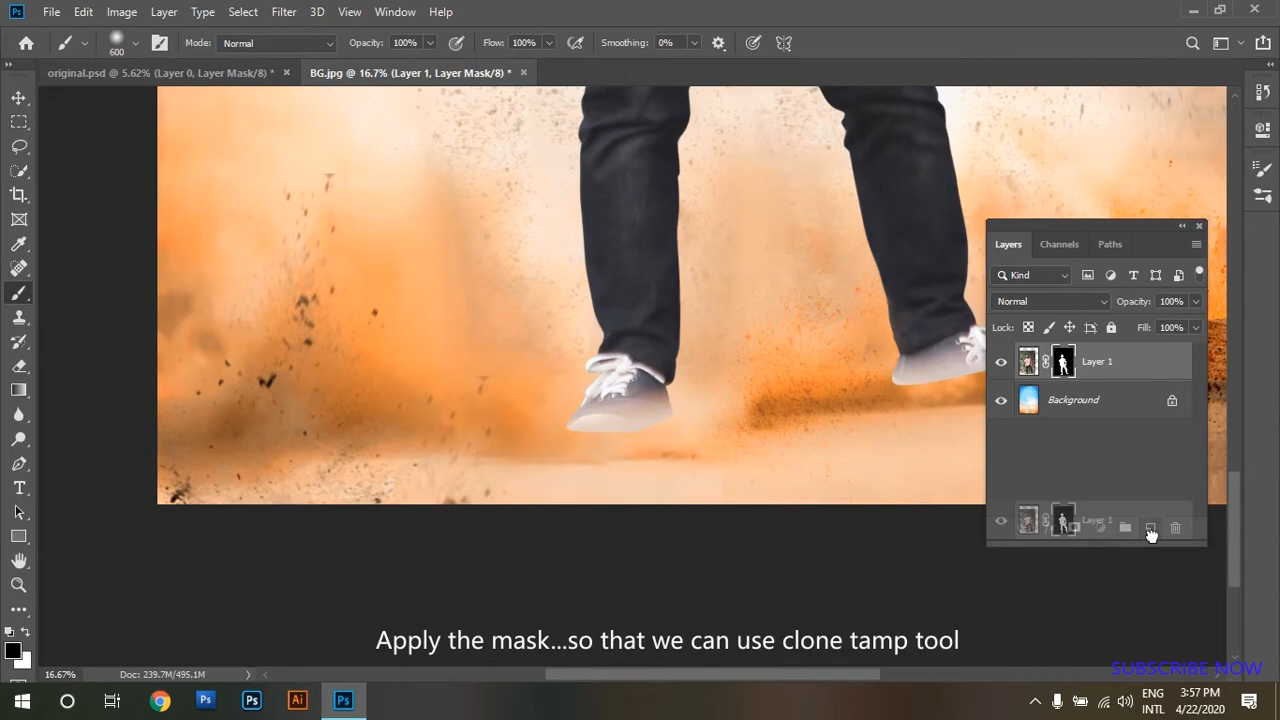 File Edit Image Layer Type Select Filter 3D View Window Help
600 Mode: Normal Opacity: 100% Flow: 100% Smoothing: 0%
original.psd @ 5.62% (Layer 0, Layer Mask/8) * × BG.jpg @ 16.7% (Layer 1, Layer Mask/8) * ×
Layers Channels Paths
Kind
Normal Opacity: 100%
Lock: Fill: 100%
Layer 1
Background
Layer 1
Apply the mask...so that we can use clone tamp tool
SUBSCRIBE NOW
16.67% Doc: 239.7M/495.1M
ENG 3:57 PM
INTL 4/22/2020